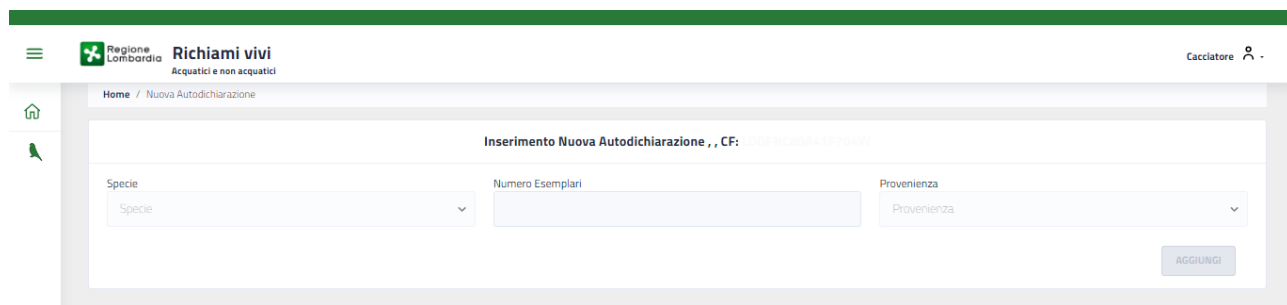 Regione
Lombardia
Richiami vivi
Acquatici e non acquatici
Cacciatore
Home / Nuova Autodichiarazione
Inserimento Nuova Autodichiarazione , , CF:
Specie
Numero Esemplari
Provenienza
Specie
Provenienza
AGGIUNGI